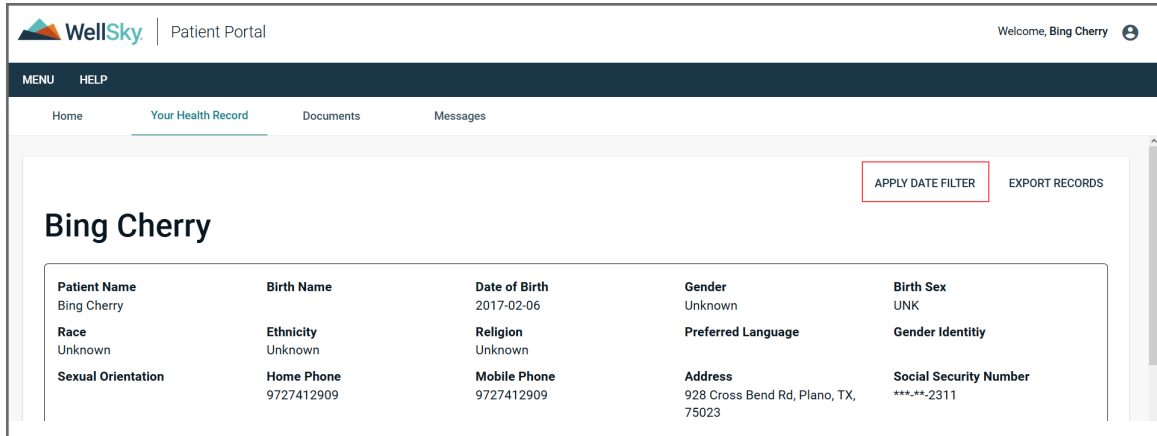 WellSky. Patient Portal Welcome, Bing Cherry
MENU HELP
Home Your Health Record Documents Messages
APPLY DATE FILTER EXPORT RECORDS
Bing Cherry
Patient Name Birth Name Date of Birth Gender Birth Sex
Bing Cherry 2017-02-06 Unknown UNK
Race Ethnicity Religion Preferred Language Gender Identitiy
Unknown Unknown Unknown
Sexual Orientation Home Phone Mobile Phone Address Social Security Number
9727412909 9727412909 928 Cross Bend Rd, Plano, TX, ***-**-2311
75023